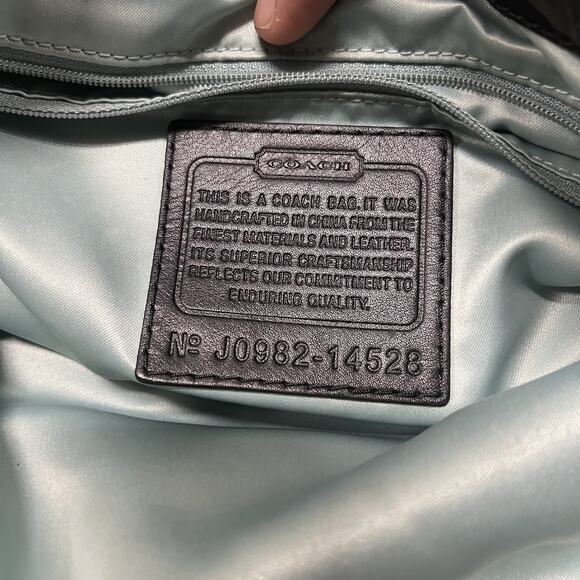 COACH
THIS IS A COACH BAG. IT WAS
HANDCRAFTED IN CHINA FROM THE
FINEST MATERIALS AND LEATHER.
ITS SUPERIOR CRAFTSMANSHIP
REFLECTS OUR COMMITMENT TO
ENDURING QUALITY.
Nº J0982-14528